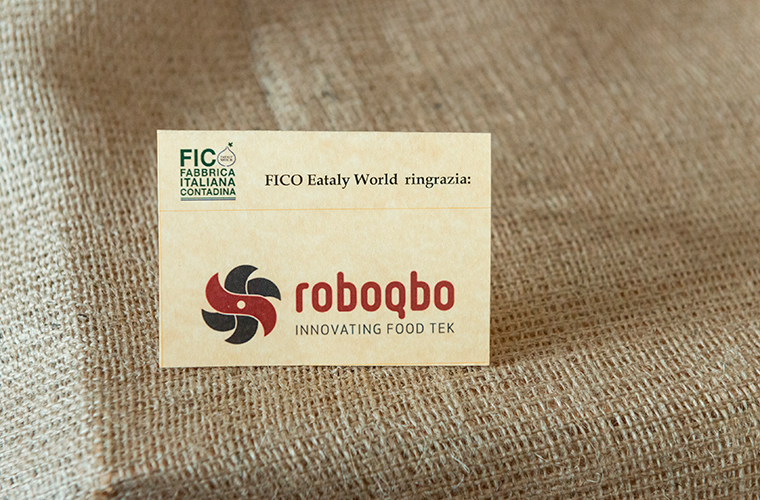 FICO
FABBRICA
ITALIANA
CONTADINA
FICO Eataly World ringrazia:
roboqbo
INNOVATING FOOD TEK